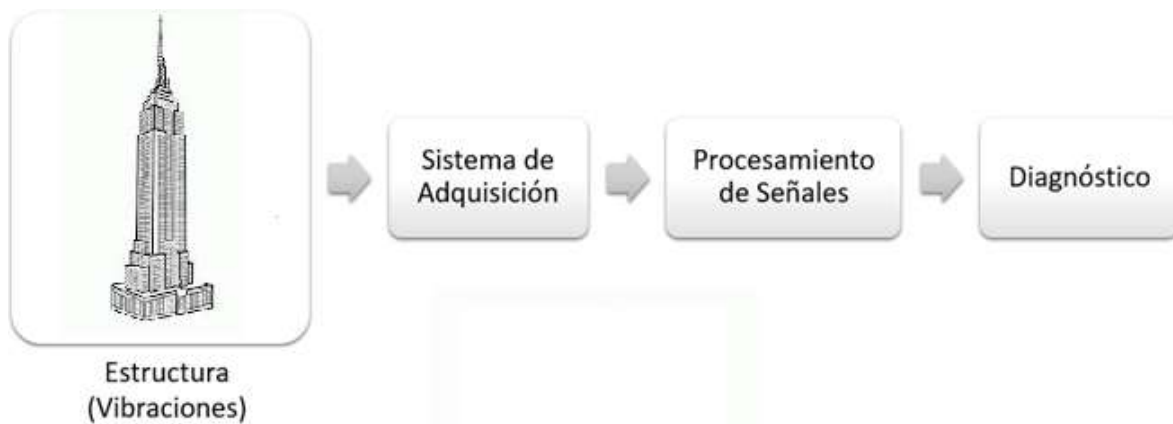 Estructura
(Vibraciones)
Sistema de
Adquisición
Procesamiento
de Señales
Diagnóstico